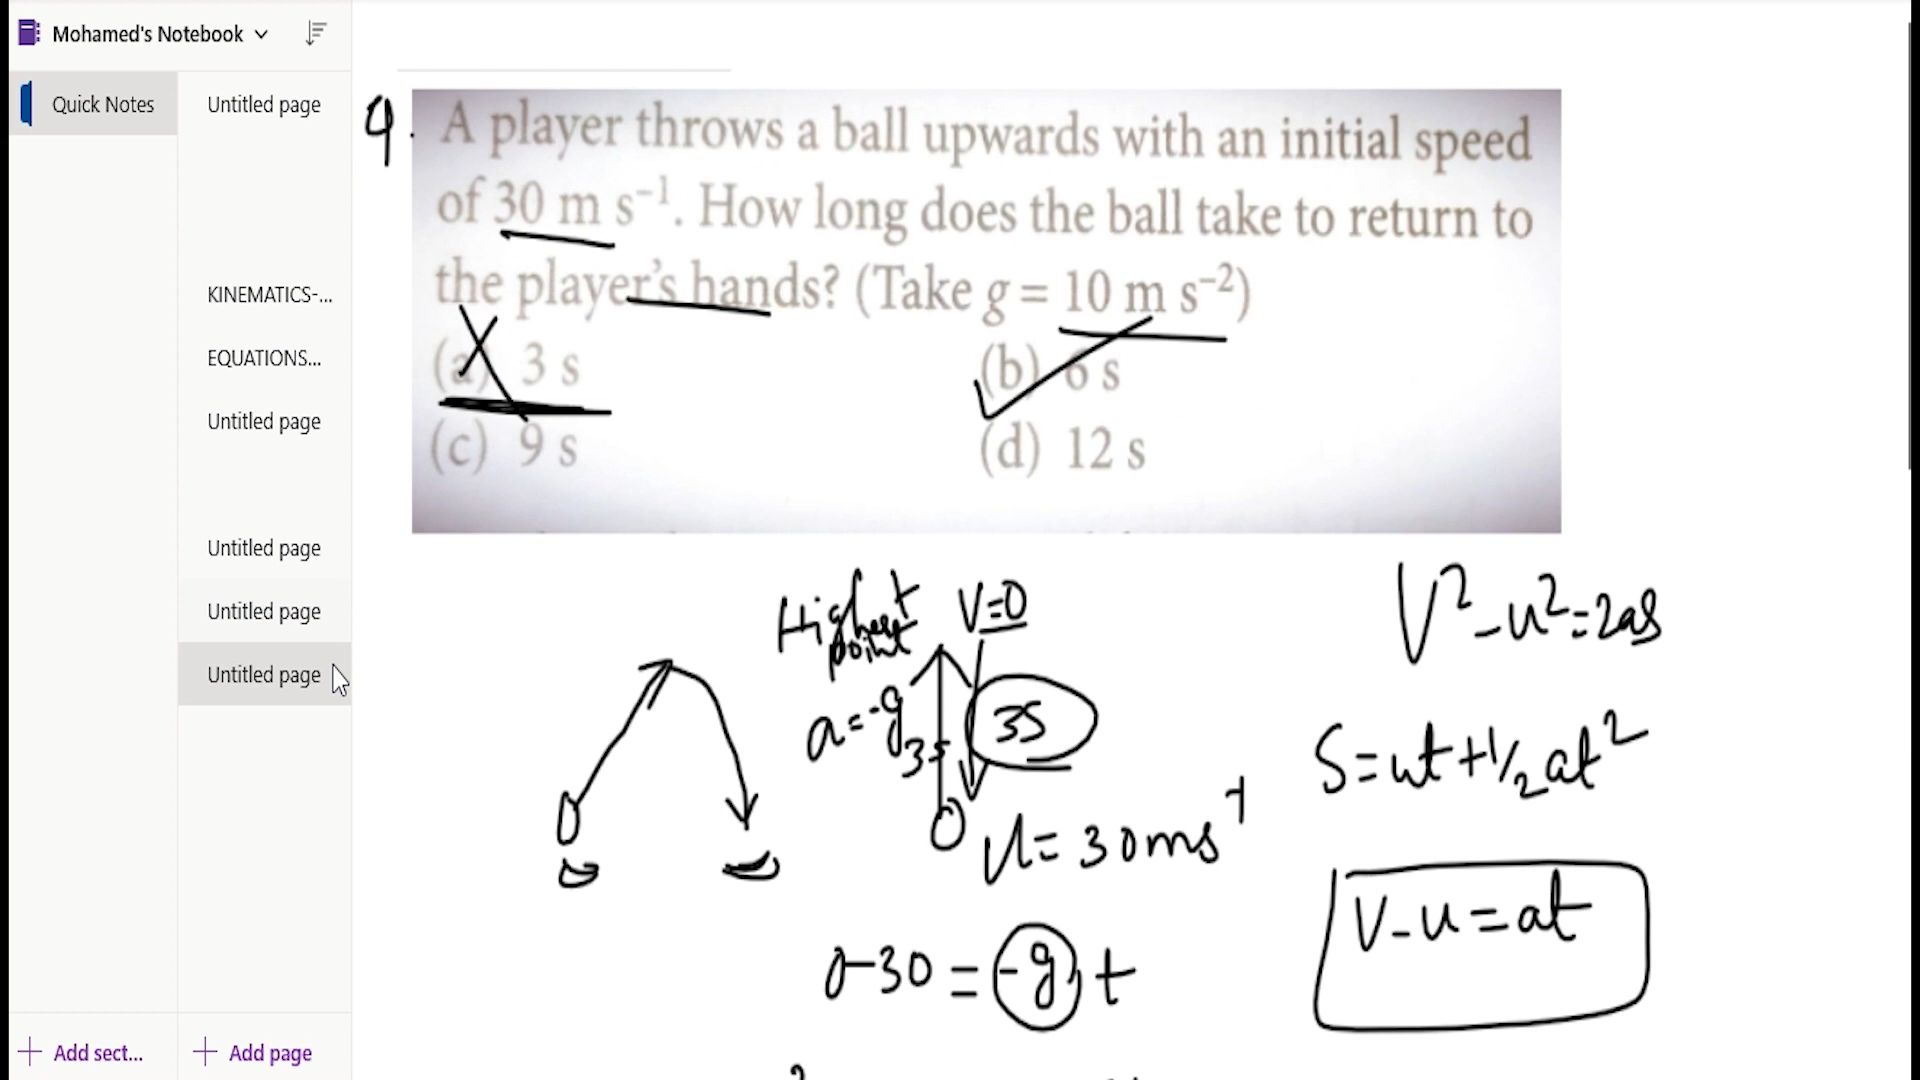 Mohamed's Notebook
Quick Notes
Untitled page
KINEMATICS-...
EQUATIONS...
Untitled page
Untitled page
Untitled page
Untitled page
+ Add sect...
+ Add page
9. A player throws a ball upwards with an initial speed
of 30 m s⁻¹. How long does the ball take to return to
the player's hands? (Take g = 10 m s⁻²)
(a) 3 s
(b) 6 s
(c) 9 s
(d) 12 s
Highest
point
V=0
a=-g
3s
3s
U= 30ms⁻¹
0-30 = -g t
V²-u²=2as
S=ut+½at²
V-u=at